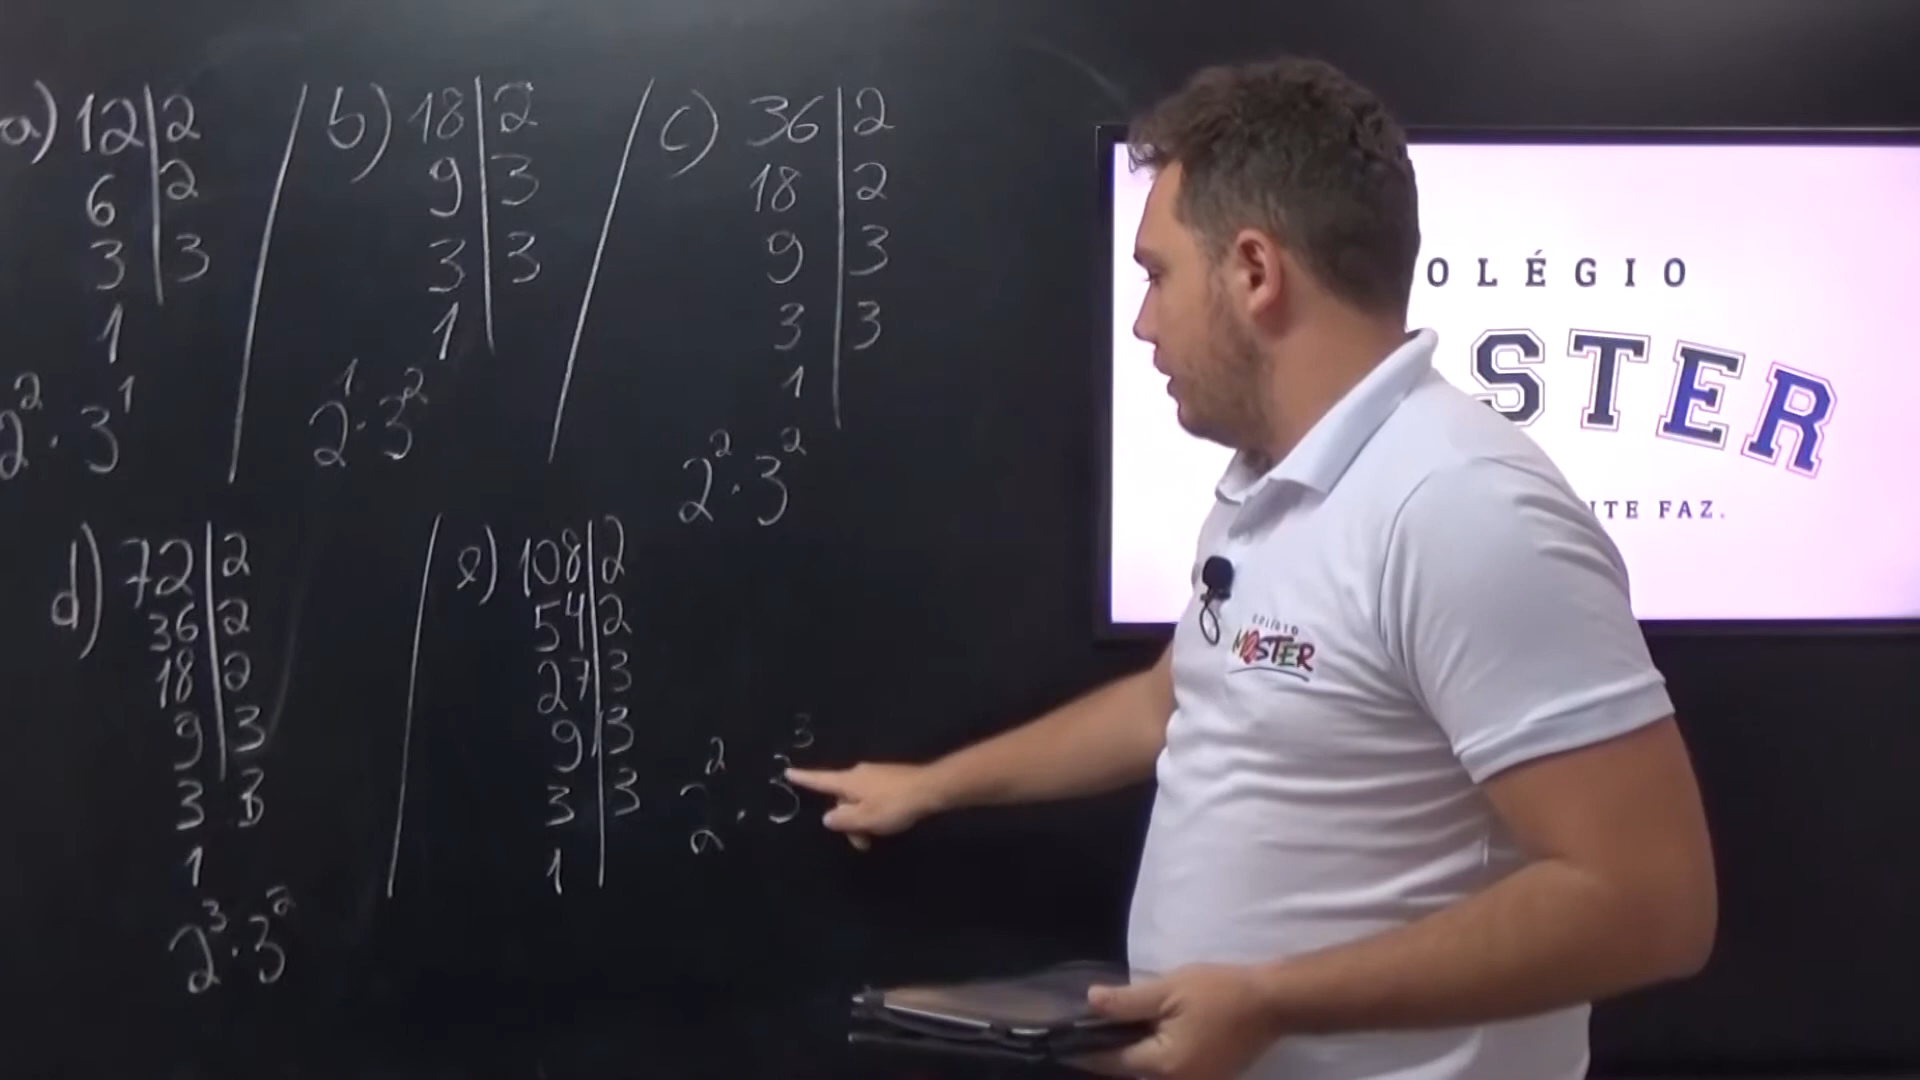 a) 12 | 2
6 | 2
3 | 3
1
2² · 3¹
b) 18 | 2
9 | 3
3 | 3
1
2¹ · 3²
c) 36 | 2
18 | 2
9 | 3
3 | 3
1
2² · 3²
d) 72 | 2
36 | 2
18 | 2
9 | 3
3 3
1
2³ · 3²
e) 108 | 2
54 | 2
27 | 3
9 | 3
3 | 3
1
2² · 3³
OLÉGIO
STER
FAZ.
COLÉGIO
MASTER